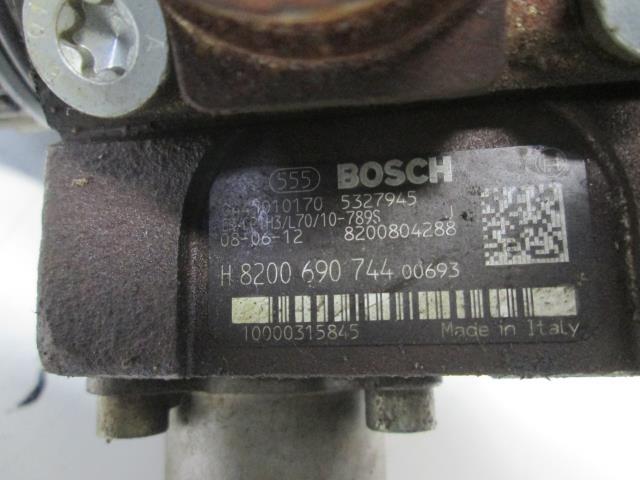 555 BOSCH
010170 5327945
H3/L70/10-789S J
08-06-12 8200804288
H 8200 690 744 00693
10000315845 Made in Italy